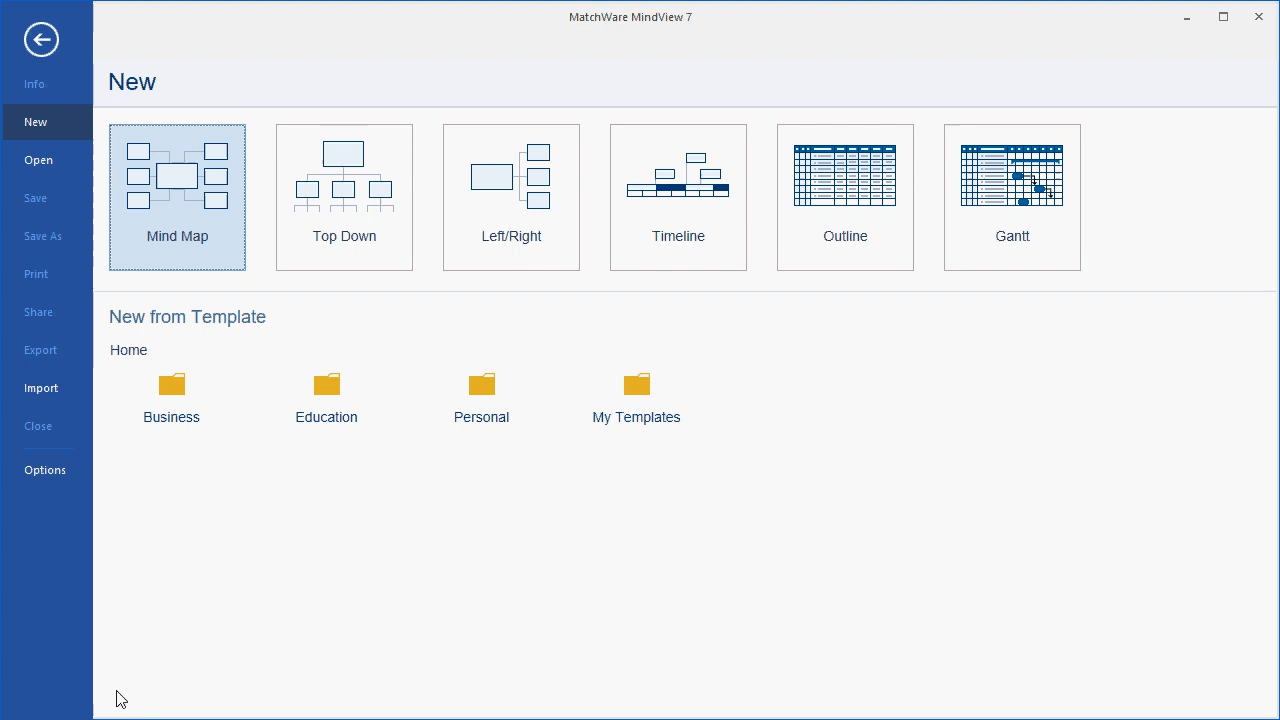 MatchWare MindView 7
Info
New
Open
Save
Save As
Print
Share
Export
Import
Close
Options
New
Mind Map
Top Down
Left/Right
Timeline
Outline
Gantt
New from Template
Home
Business
Education
Personal
My Templates